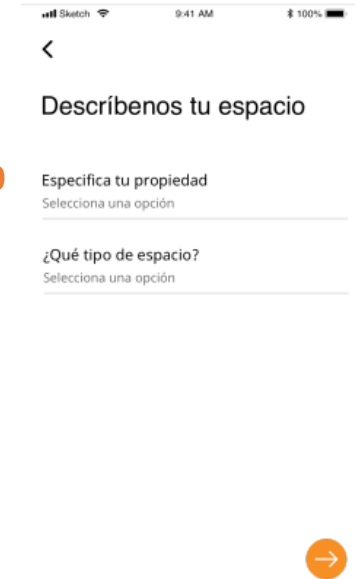 Sketch 9:41 AM 100%
Descríbenos tu espacio
Especifica tu propiedad
Selecciona una opción
¿Qué tipo de espacio?
Selecciona una opción